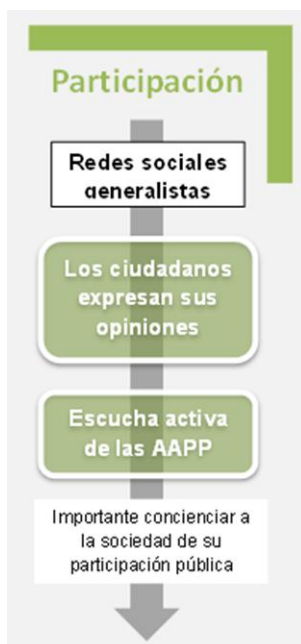 Participación
Redes sociales
generalistas
Los ciudadanos
expresan sus
opiniones
Escucha activa
de las AAPP
Importante concienciar a
la sociedad de su
participación pública